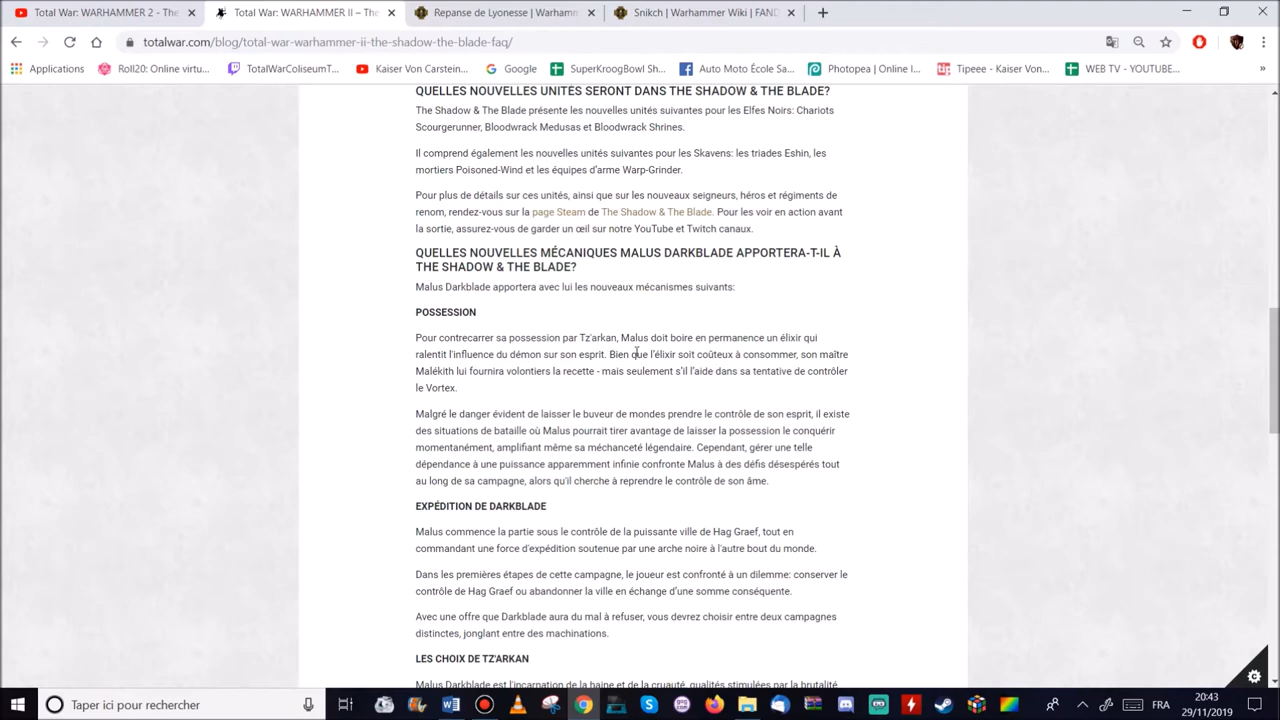 Total War: WARHAMMER 2 - The
Total War: WARHAMMER II – The
Repanse de Lyonesse | Warhamm
Snikch | Warhammer Wiki | FAND
totalwar.com/blog/total-war-warhammer-ii-the-shadow-the-blade-faq/
Applications
Roll20: Online virtu...
TotalWarColiseumT...
Kaiser Von Carstein...
Google
SuperKroogBowl Sh...
Auto Moto École Sa...
Photopea | Online I...
Tipeee - Kaiser Von...
WEB TV - YOUTUBE...
QUELLES NOUVELLES UNITÉS SERONT DANS THE SHADOW & THE BLADE?
The Shadow & The Blade présente les nouvelles unités suivantes pour les Elfes Noirs: Chariots
Scourgerunner, Bloodwrack Medusas et Bloodwrack Shrines.
Il comprend également les nouvelles unités suivantes pour les Skavens: les triades Eshin, les
mortiers Poisoned-Wind et les équipes d'arme Warp-Grinder.
Pour plus de détails sur ces unités, ainsi que sur les nouveaux seigneurs, héros et régiments de
renom, rendez-vous sur la page Steam de The Shadow & The Blade. Pour les voir en action avant
la sortie, assurez-vous de garder un œil sur notre YouTube et Twitch canaux.
QUELLES NOUVELLES MÉCANIQUES MALUS DARKBLADE APPORTERA-T-IL À
THE SHADOW & THE BLADE?
Malus Darkblade apportera avec lui les nouveaux mécanismes suivants:
POSSESSION
Pour contrecarrer sa possession par Tz'arkan, Malus doit boire en permanence un élixir qui
ralentit l'influence du démon sur son esprit. Bien que l'élixir soit coûteux à consommer, son maître
Malékith lui fournira volontiers la recette - mais seulement s'il l'aide dans sa tentative de contrôler
le Vortex.
Malgré le danger évident de laisser le buveur de mondes prendre le contrôle de son esprit, il existe
des situations de bataille où Malus pourrait tirer avantage de laisser la possession le conquérir
momentanément, amplifiant même sa méchanceté légendaire. Cependant, gérer une telle
dépendance à une puissance apparemment infinie confronte Malus à des défis désespérés tout
au long de sa campagne, alors qu'il cherche à reprendre le contrôle de son âme.
EXPÉDITION DE DARKBLADE
Malus commence la partie sous le contrôle de la puissante ville de Hag Graef, tout en
commandant une force d'expédition soutenue par une arche noire à l'autre bout du monde.
Dans les premières étapes de cette campagne, le joueur est confronté à un dilemme: conserver le
contrôle de Hag Graef ou abandonner la ville en échange d'une somme conséquente.
Avec une offre que Darkblade aura du mal à refuser, vous devrez choisir entre deux campagnes
distinctes, jonglant entre des machinations.
LES CHOIX DE TZ'ARKAN
Malus Darkblade est l'incarnation de la haine et de la cruauté, qualités stimulées par la brutalité
Taper ici pour rechercher
FRA
20:43
29/11/2019